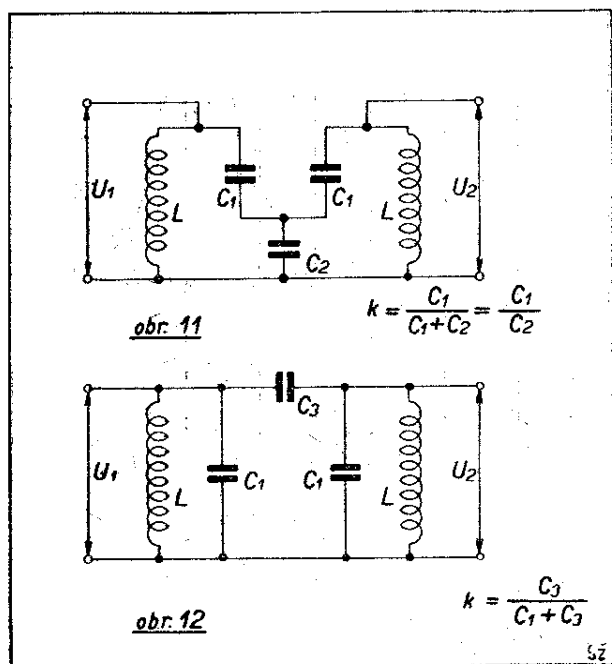 U₁ L C₁ C₁ L U₂
C₂
obr. 11
k = C₁/(C₁+C₂) = C₁/C₂
C₃
U₁ L C₁ C₁ L U₂
obr. 12
k = C₃/(C₁+C₃)